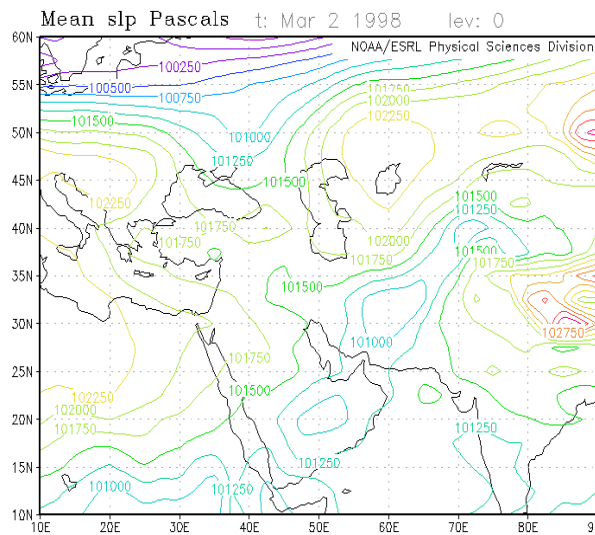 Mean slp Pascals t: Mar 2 1998 lev: 0
NOAA/ESRL Physical Sciences Division
60N
100250
101750
55N
100500
102000
100750
102250
101500
50N
101000
101250
45N
101500
101500
102250
101250
101750
40N
101750
102000
101500
101750
101750
35N
101500
30N
102750
101000
101750
25N
102250
101500
102000
20N
101750
101250
15N
101250
101250
101250
101000
10N
10E
20E
30E
40E
50E
60E
70E
80E